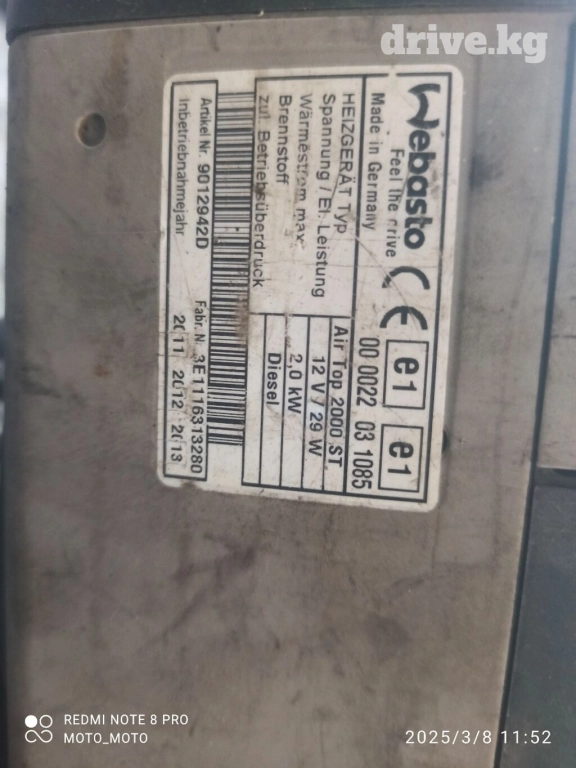 drive.kg
Webasto
Feel the drive
CE e1 e1
Made in Germany 00 0022 03 1085
HEIZGERÄT Typ Air Top 2000 ST
Spannung / El. Leistung 12 V / 29 W
Wärmestrom max. 2,0 kW
Brennstoff Diesel
zul. Betriebsüberdruck
Artikel Nr. 9012942D Fabr. N. 3E1116313280
Inbetriebnahmejahr 2011 2012 2013
REDMI NOTE 8 PRO
MOTO_MOTO
2025/3/8 11:52